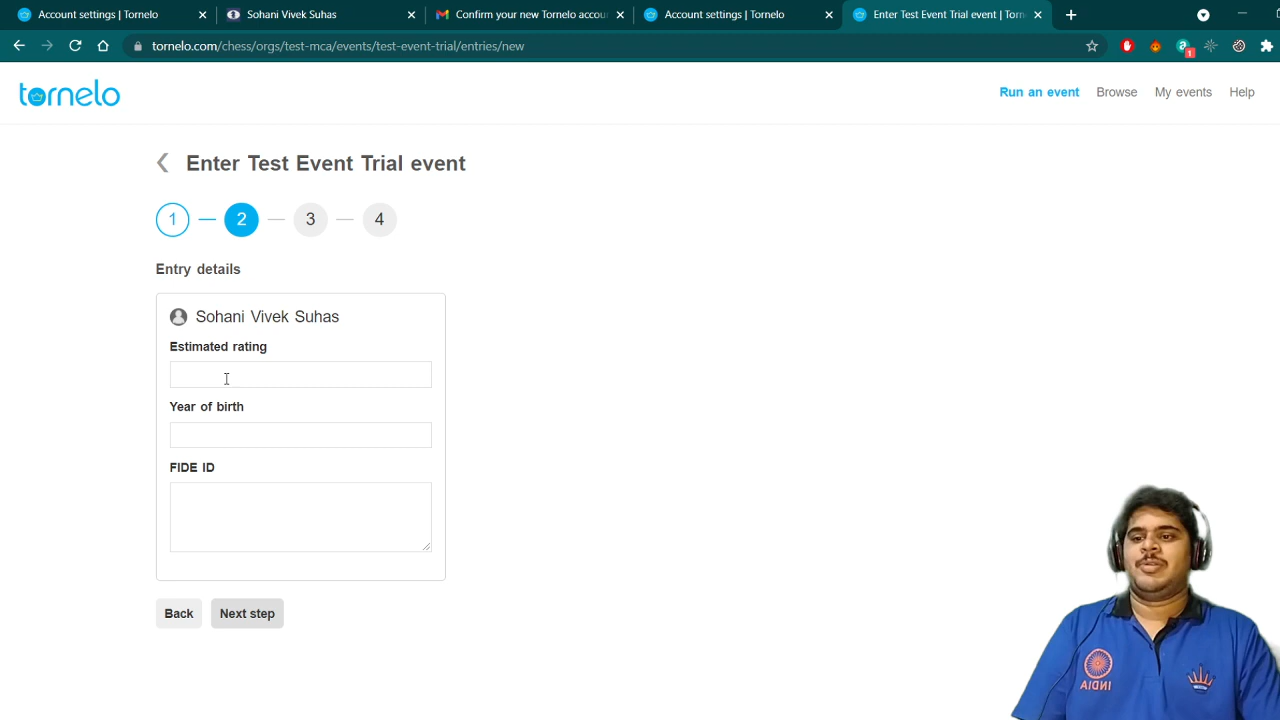 Account settings | Tornelo
Sohani Vivek Suhas
Confirm your new Tornelo accou
Account settings | Tornelo
Enter Test Event Trial event | Torn
tornelo.com/chess/orgs/test-mca/events/test-event-trial/entries/new
1
tornelo
Run an event
Browse
My events
Help
Enter Test Event Trial event
1
2
3
4
Entry details
Sohani Vivek Suhas
Estimated rating
Year of birth
FIDE ID
Back
Next step
INDIA